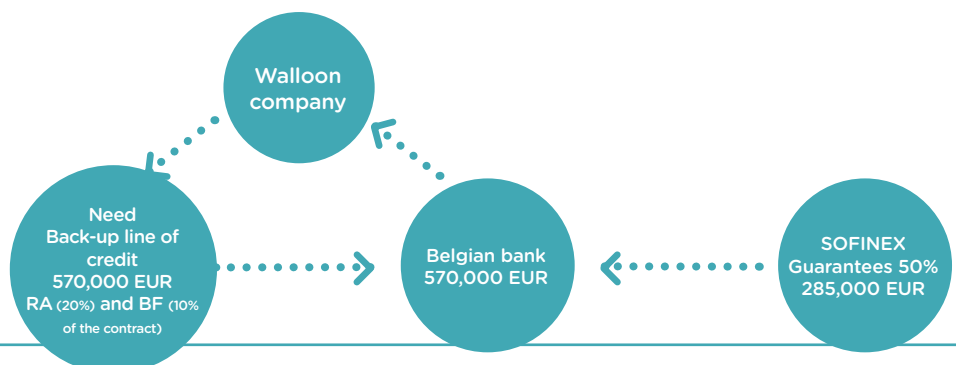 Walloon
company
Need
Back-up line of
credit
570,000 EUR
RA (20%) and BF (10%
of the contract)
Belgian bank
570,000 EUR
SOFINEX
Guarantees 50%
285,000 EUR